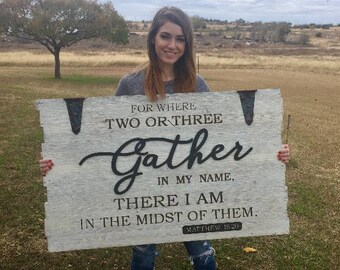 FOR WHERE
TWO OR THREE
Gather
IN MY NAME,
THERE I AM
IN THE MIDST OF THEM.
MATTHEW 18:20